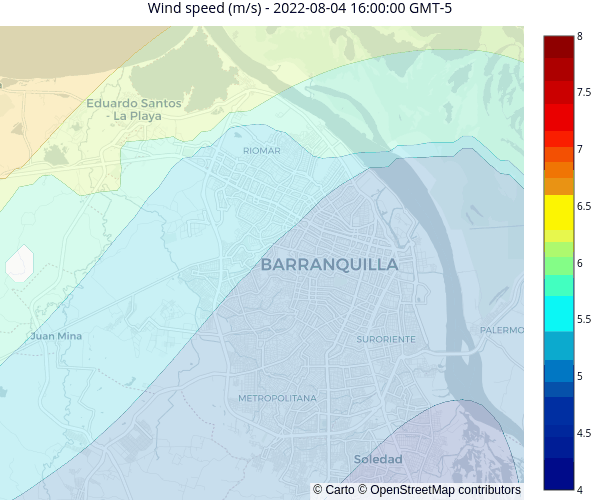 Wind speed (m/s) - 2022-08-04 16:00:00 GMT-5
8
7.5
7
6.5
6
5.5
5
4.5
4
Eduardo Santos
- La Playa
RIOMAR
BARRANQUILLA
Juan Mina
SURORIENTE
PALERMO
METROPOLITANA
Soledad
© Carto © OpenStreetMap contributors